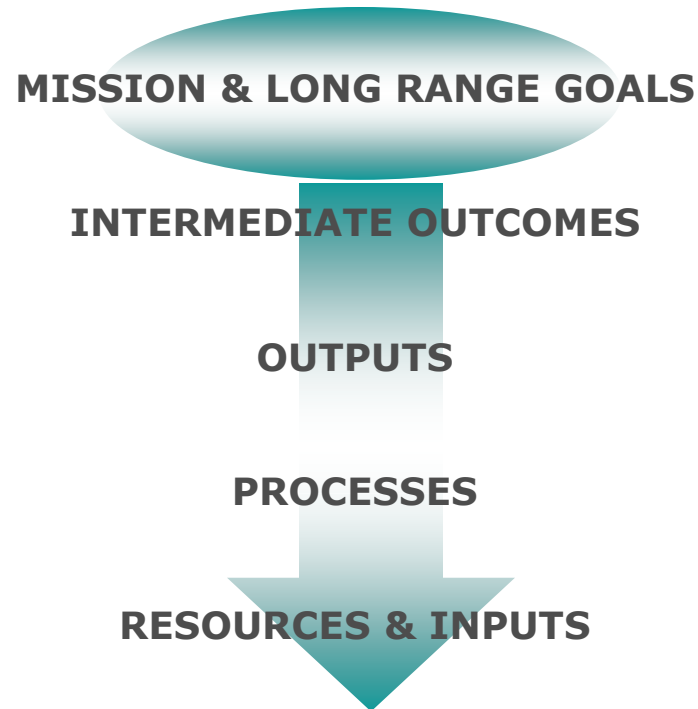 MISSION & LONG RANGE GOALS
INTERMEDIATE OUTCOMES
OUTPUTS
PROCESSES
RESOURCES & INPUTS